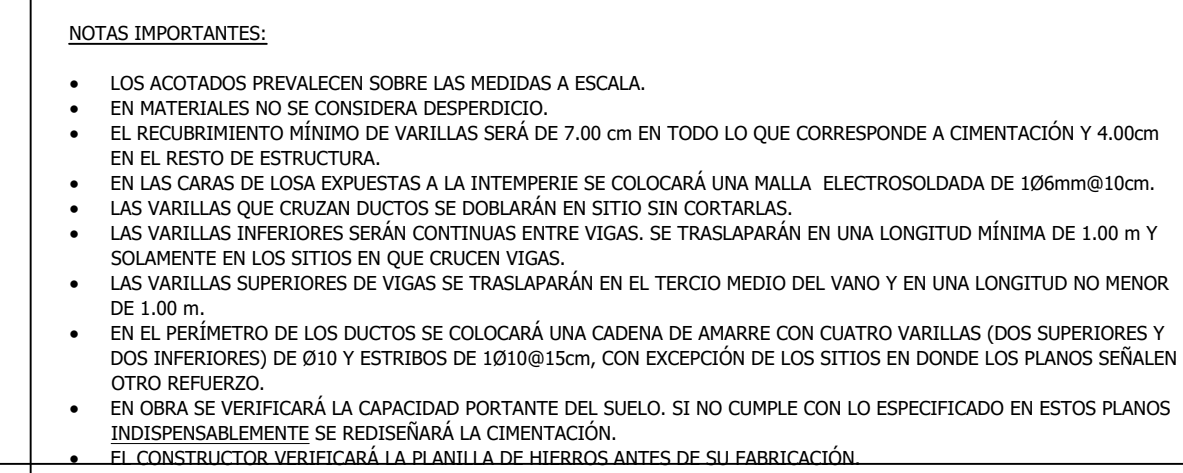 NOTAS IMPORTANTES:
• LOS ACOTADOS PREVALECEN SOBRE LAS MEDIDAS A ESCALA.
• EN MATERIALES NO SE CONSIDERA DESPERDICIO.
• EL RECUBRIMIENTO MÍNIMO DE VARILLAS SERÁ DE 7.00 cm EN TODO LO QUE CORRESPONDE A CIMENTACIÓN Y 4.00cm
EN EL RESTO DE ESTRUCTURA.
• EN LAS CARAS DE LOSA EXPUESTAS A LA INTEMPERIE SE COLOCARÁ UNA MALLA ELECTROSOLDADA DE 1Ø6mm@10cm.
• LAS VARILLAS QUE CRUZAN DUCTOS SE DOBLARÁN EN SITIO SIN CORTARLAS.
• LAS VARILLAS INFERIORES SERÁN CONTINUAS ENTRE VIGAS. SE TRASLAPARÁN EN UNA LONGITUD MÍNIMA DE 1.00 m Y
SOLAMENTE EN LOS SITIOS EN QUE CRUCEN VIGAS.
• LAS VARILLAS SUPERIORES DE VIGAS SE TRASLAPARÁN EN EL TERCIO MEDIO DEL VANO Y EN UNA LONGITUD NO MENOR
DE 1.00 m.
• EN EL PERÍMETRO DE LOS DUCTOS SE COLOCARÁ UNA CADENA DE AMARRE CON CUATRO VARILLAS (DOS SUPERIORES Y
DOS INFERIORES) DE Ø10 Y ESTRIBOS DE 1Ø10@15cm, CON EXCEPCIÓN DE LOS SITIOS EN DONDE LOS PLANOS SEÑALEN
OTRO REFUERZO.
• EN OBRA SE VERIFICARÁ LA CAPACIDAD PORTANTE DEL SUELO. SI NO CUMPLE CON LO ESPECIFICADO EN ESTOS PLANOS
INDISPENSABLEMENTE SE REDISEÑARÁ LA CIMENTACIÓN.
• EL CONSTRUCTOR VERIFICARÁ LA PLANILLA DE HIERROS ANTES DE SU FABRICACIÓN.